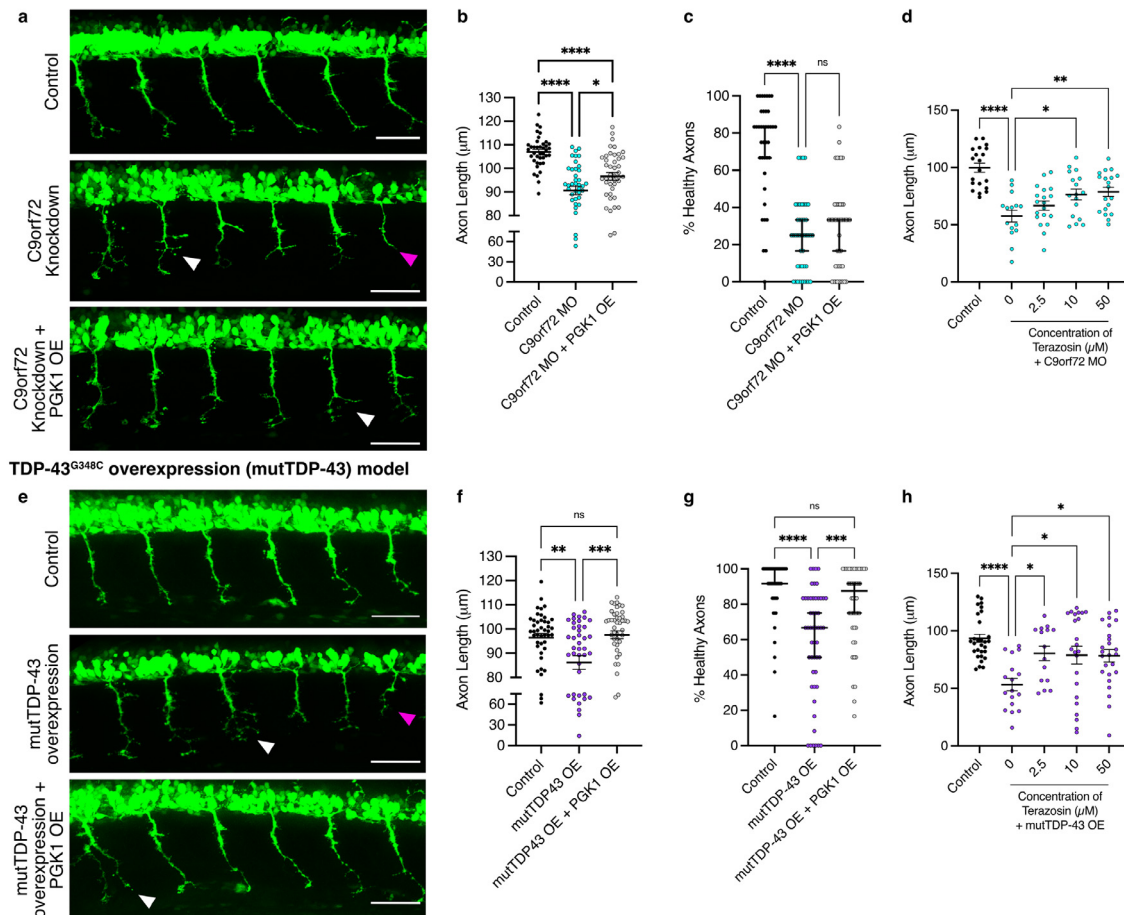 a
Control
C9orf72
Knockdown
C9orf72
Knockdown +
PGK1 OE
b
****
**** *
Axon Length (µm)
130
120
110
100
90
80
60
30
0
Control
C9orf72 MO
C9orf72 MO + PGK1 OE
c
**** ns
% Healthy Axons
100
80
60
40
20
0
Control
C9orf72 MO
C9orf72 MO + PGK1 OE
d
**
**** *
Axon Length (µm)
150
100
50
0
Control
0
2.5
10
50
Concentration of
Terazosin (µM)
+ C9orf72 MO
TDP-43G348C overexpression (mutTDP-43) model
e
Control
mutTDP-43
overexpression
mutTDP-43
overexpression +
PGK1 OE
f
ns
** ***
Axon Length (µm)
130
120
110
100
90
80
60
30
0
Control
mutTDP43 OE
mutTDP43 OE + PGK1 OE
g
ns
**** ***
% Healthy Axons
100
80
60
40
20
0
Control
mutTDP-43 OE
mutTDP-43 OE + PGK1 OE
h
*
*
**** *
Axon Length (µm)
150
100
50
0
Control
0
2.5
10
50
Concentration of
Terazosin (µM)
+ mutTDP-43 OE